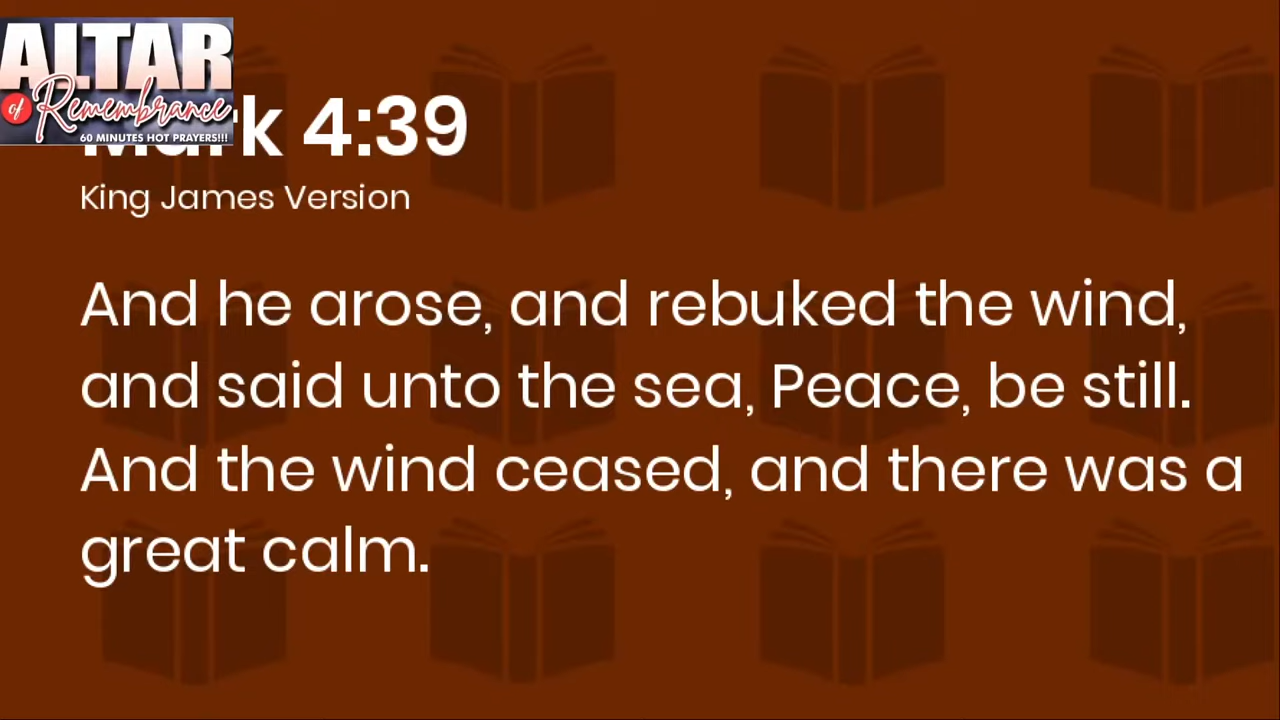 ALTAR
of Remembrance
60 MINUTES HOT PRAYERS!!!
Mark 4:39
King James Version
And he arose, and rebuked the wind,
and said unto the sea, Peace, be still.
And the wind ceased, and there was a
great calm.